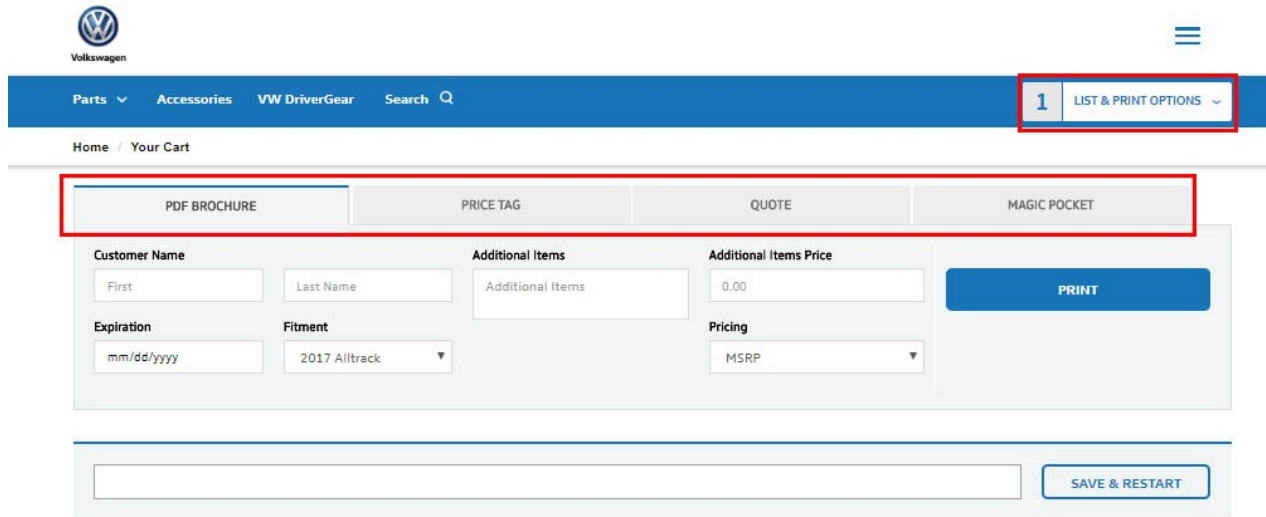 Volkswagen
Parts Accessories VW DriverGear Search 1 LIST & PRINT OPTIONS
Home / Your Cart
PDF BROCHURE PRICE TAG QUOTE MAGIC POCKET
Customer Name Additional Items Additional Items Price
First Last Name Additional Items 0.00 PRINT
Expiration Fitment Pricing
mm/dd/yyyy 2017 Alltrack MSRP
SAVE & RESTART